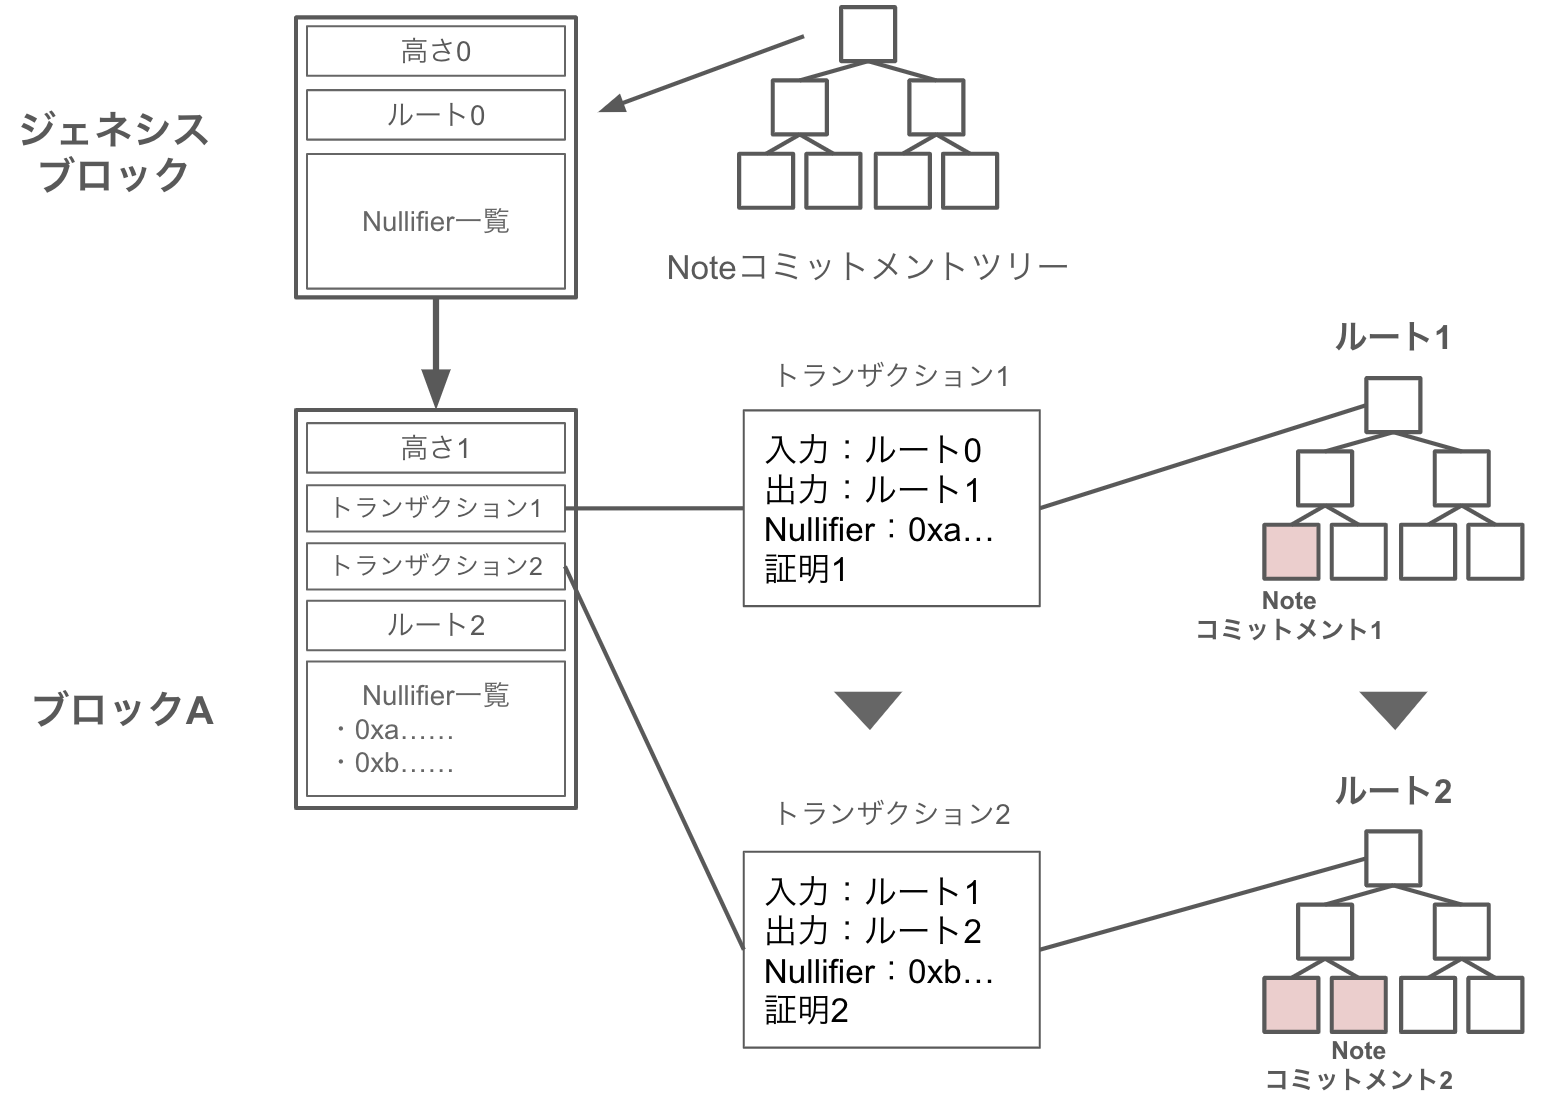 ジェネシス
ブロック
高さ0
ルート0
Nullifier一覧
Noteコミットメントツリー
ブロックA
高さ1
トランザクション1
トランザクション2
ルート2
Nullifier一覧
・0xa......
・0xb......
トランザクション1
入力：ルート0
出力：ルート1
Nullifier：0xa…
証明1
ルート1
Note
コミットメント1
トランザクション2
入力：ルート1
出力：ルート2
Nullifier：0xb…
証明2
ルート2
Note
コミットメント2